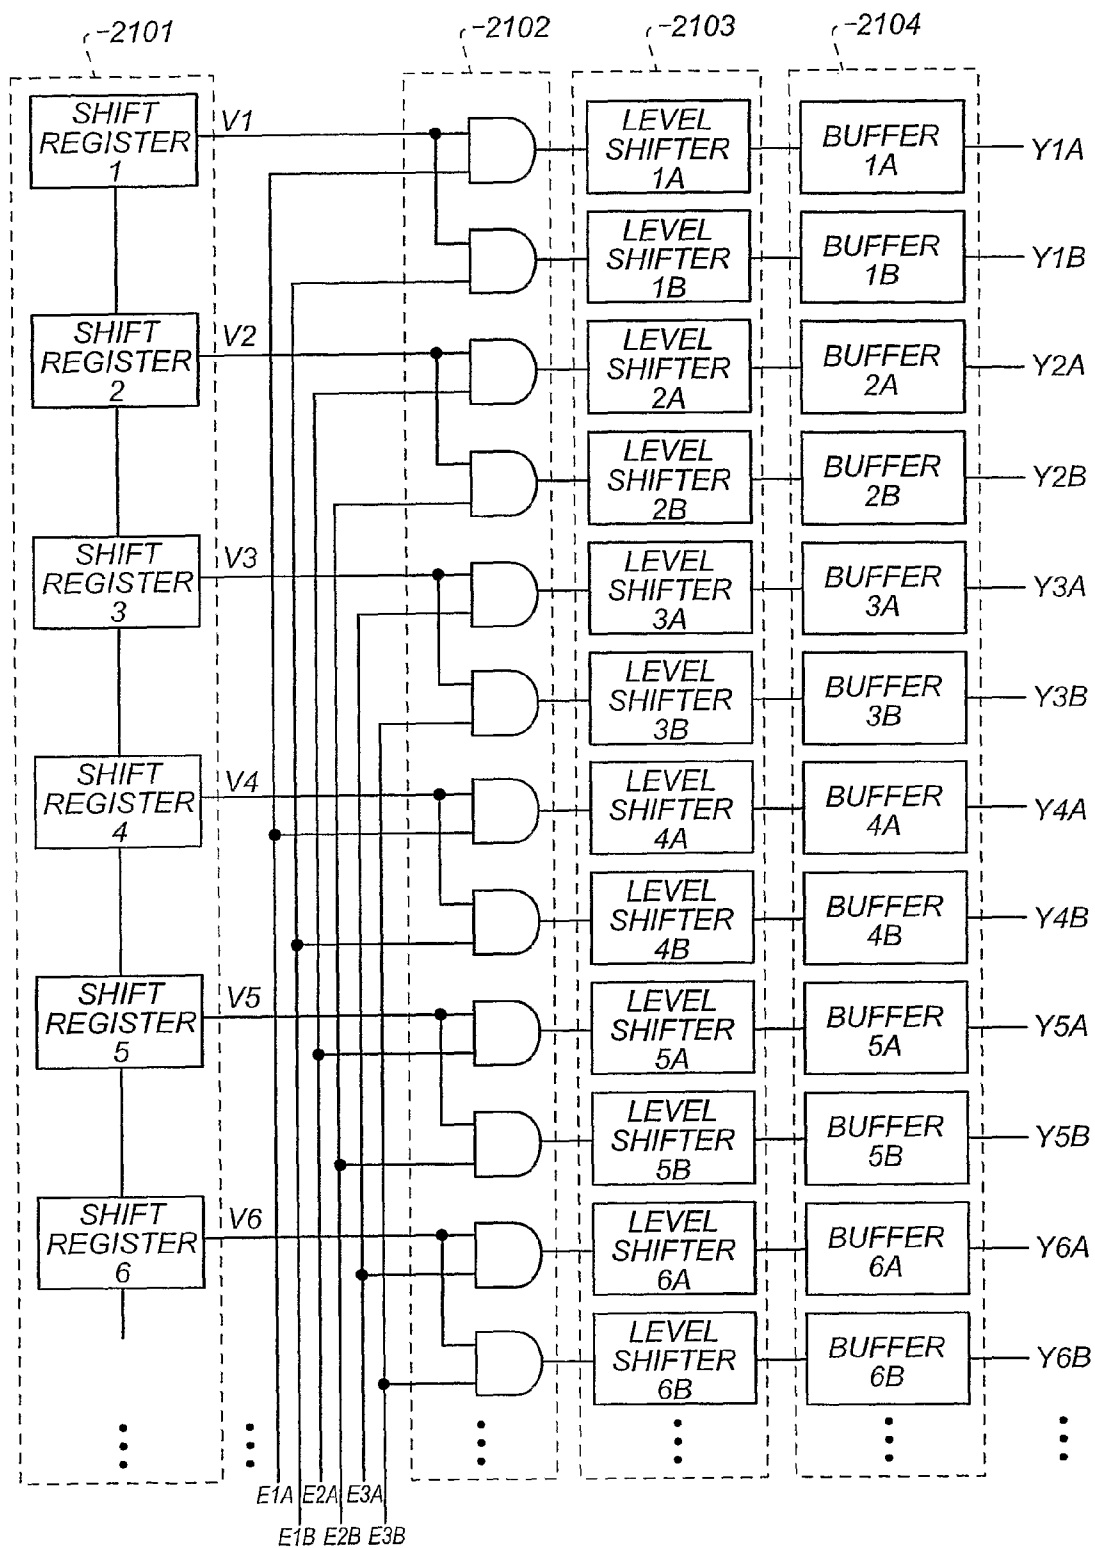 2101
2102
2103
2104
SHIFT
REGISTER
1
V1
LEVEL
SHIFTER
1A
BUFFER
1A
Y1A
LEVEL
SHIFTER
1B
BUFFER
1B
Y1B
SHIFT
REGISTER
2
V2
LEVEL
SHIFTER
2A
BUFFER
2A
Y2A
LEVEL
SHIFTER
2B
BUFFER
2B
Y2B
SHIFT
REGISTER
3
V3
LEVEL
SHIFTER
3A
BUFFER
3A
Y3A
LEVEL
SHIFTER
3B
BUFFER
3B
Y3B
SHIFT
REGISTER
4
V4
LEVEL
SHIFTER
4A
BUFFER
4A
Y4A
LEVEL
SHIFTER
4B
BUFFER
4B
Y4B
SHIFT
REGISTER
5
V5
LEVEL
SHIFTER
5A
BUFFER
5A
Y5A
LEVEL
SHIFTER
5B
BUFFER
5B
Y5B
SHIFT
REGISTER
6
V6
LEVEL
SHIFTER
6A
BUFFER
6A
Y6A
LEVEL
SHIFTER
6B
BUFFER
6B
Y6B
E1A E2A E3A
E1B E2B E3B